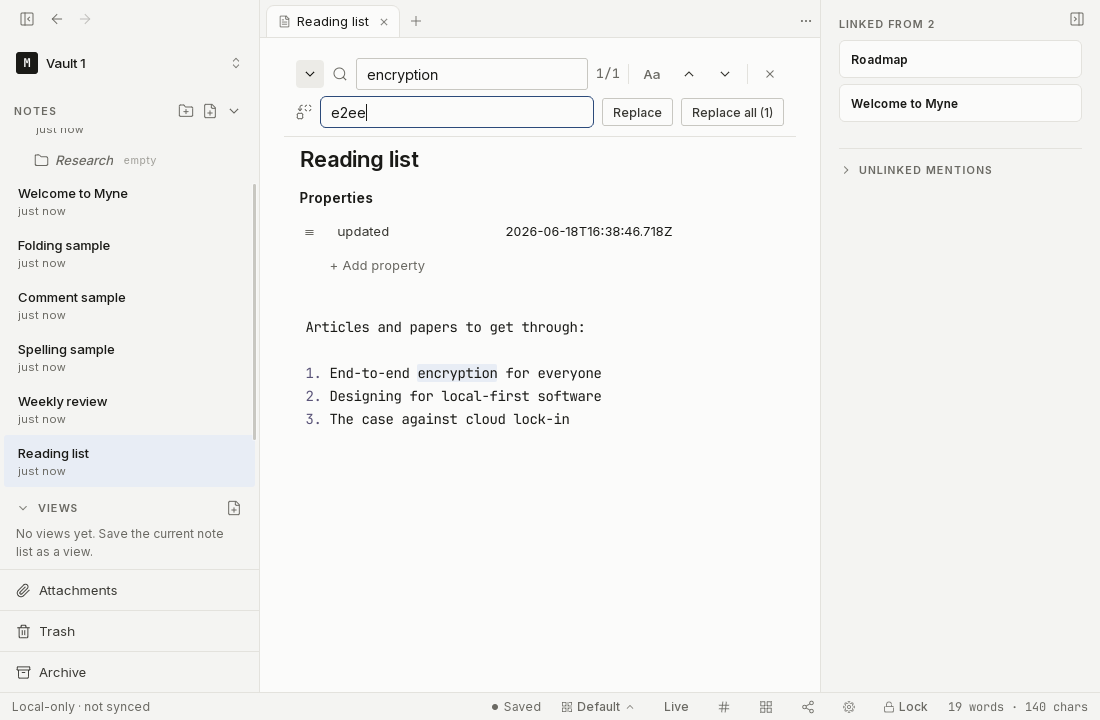 M Vault 1
NOTES
just now
Research empty
Welcome to Myne
just now
Folding sample
just now
Comment sample
just now
Spelling sample
just now
Weekly review
just now
Reading list
just now
VIEWS
No views yet. Save the current note
list as a view.
Attachments
Trash
Archive
Reading list
encryption 1/1 Aa
e2ee Replace Replace all (1)
Reading list
Properties
updated 2026-06-18T16:38:46.718Z
+ Add property
Articles and papers to get through:
1. End-to-end encryption for everyone
2. Designing for local-first software
3. The case against cloud lock-in
LINKED FROM 2
Roadmap
Welcome to Myne
UNLINKED MENTIONS
Local-only · not synced Saved Default Live Lock 19 words · 140 chars